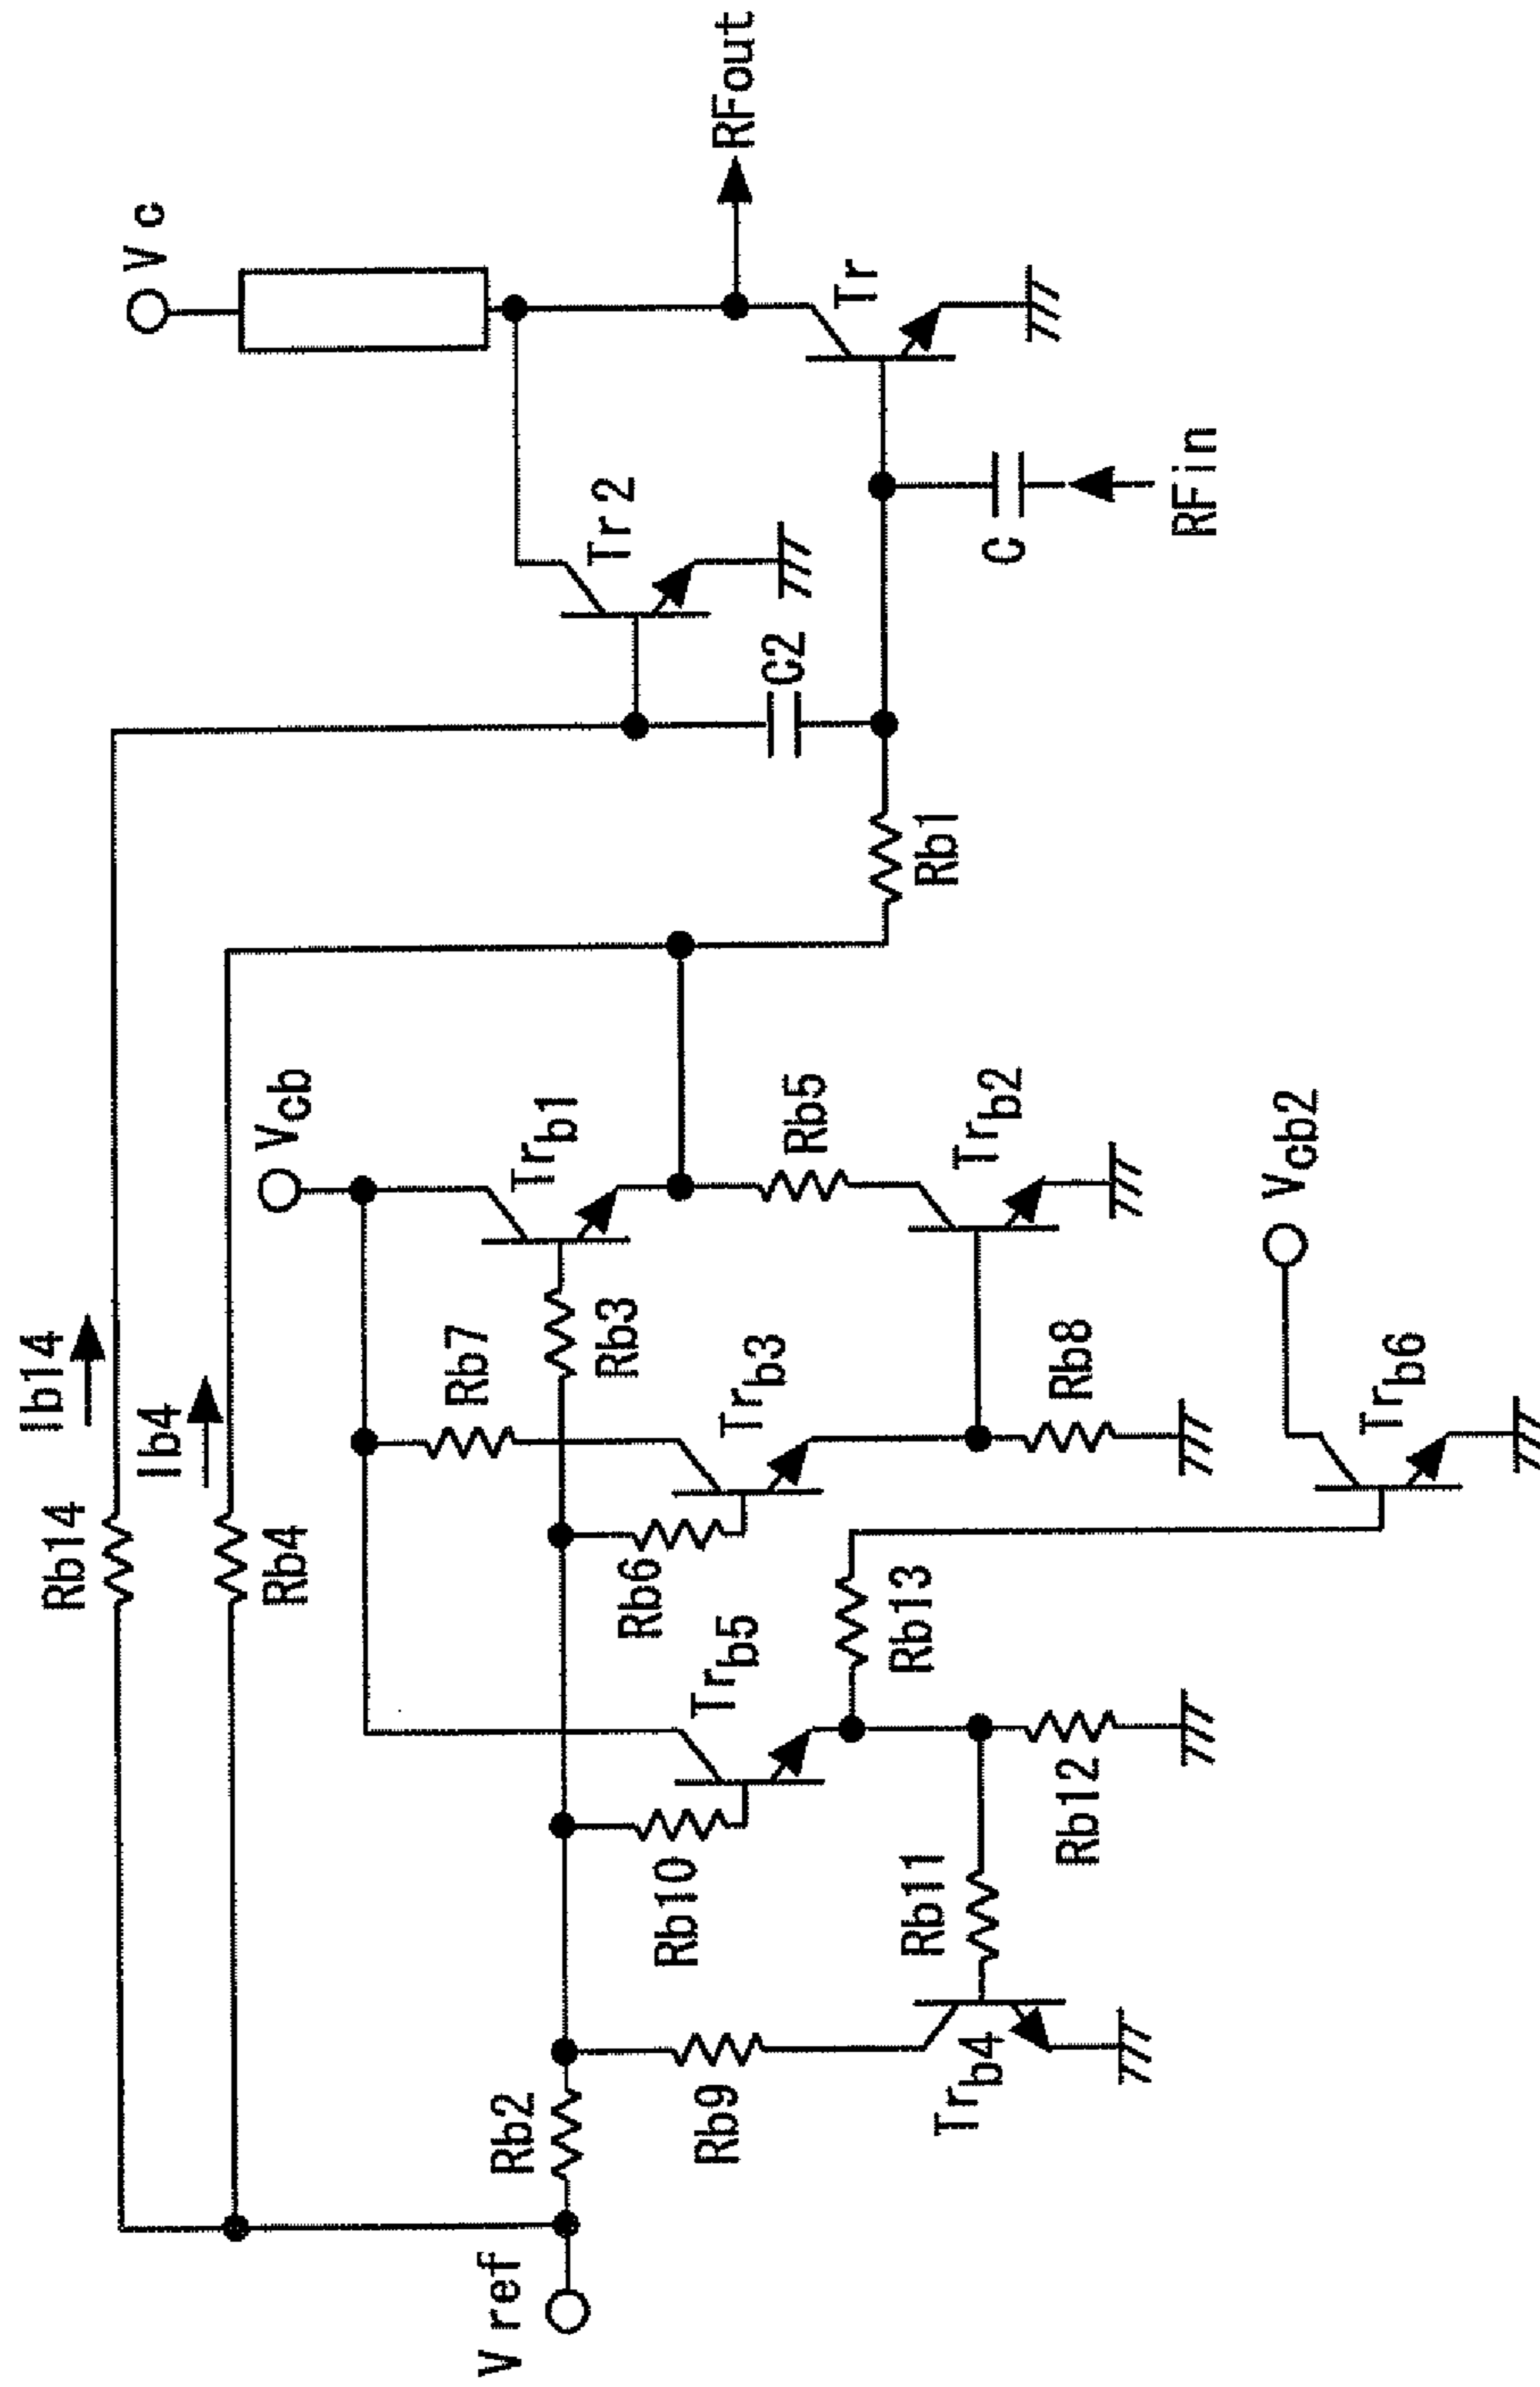 Vref
Rb14
Ib14
Rb4
Ib4
Vcb
Vc
Rb2
Rb9
Trb4
Rb10
Trb5
Rb11
Rb12
Rb13
Rb6
Rb7
Trb3
Rb3
Rb8
Trb1
Rb5
Trb2
Trb6
Vcb2
Rb1
C2
Tr2
C
RFin
Tr
RFout